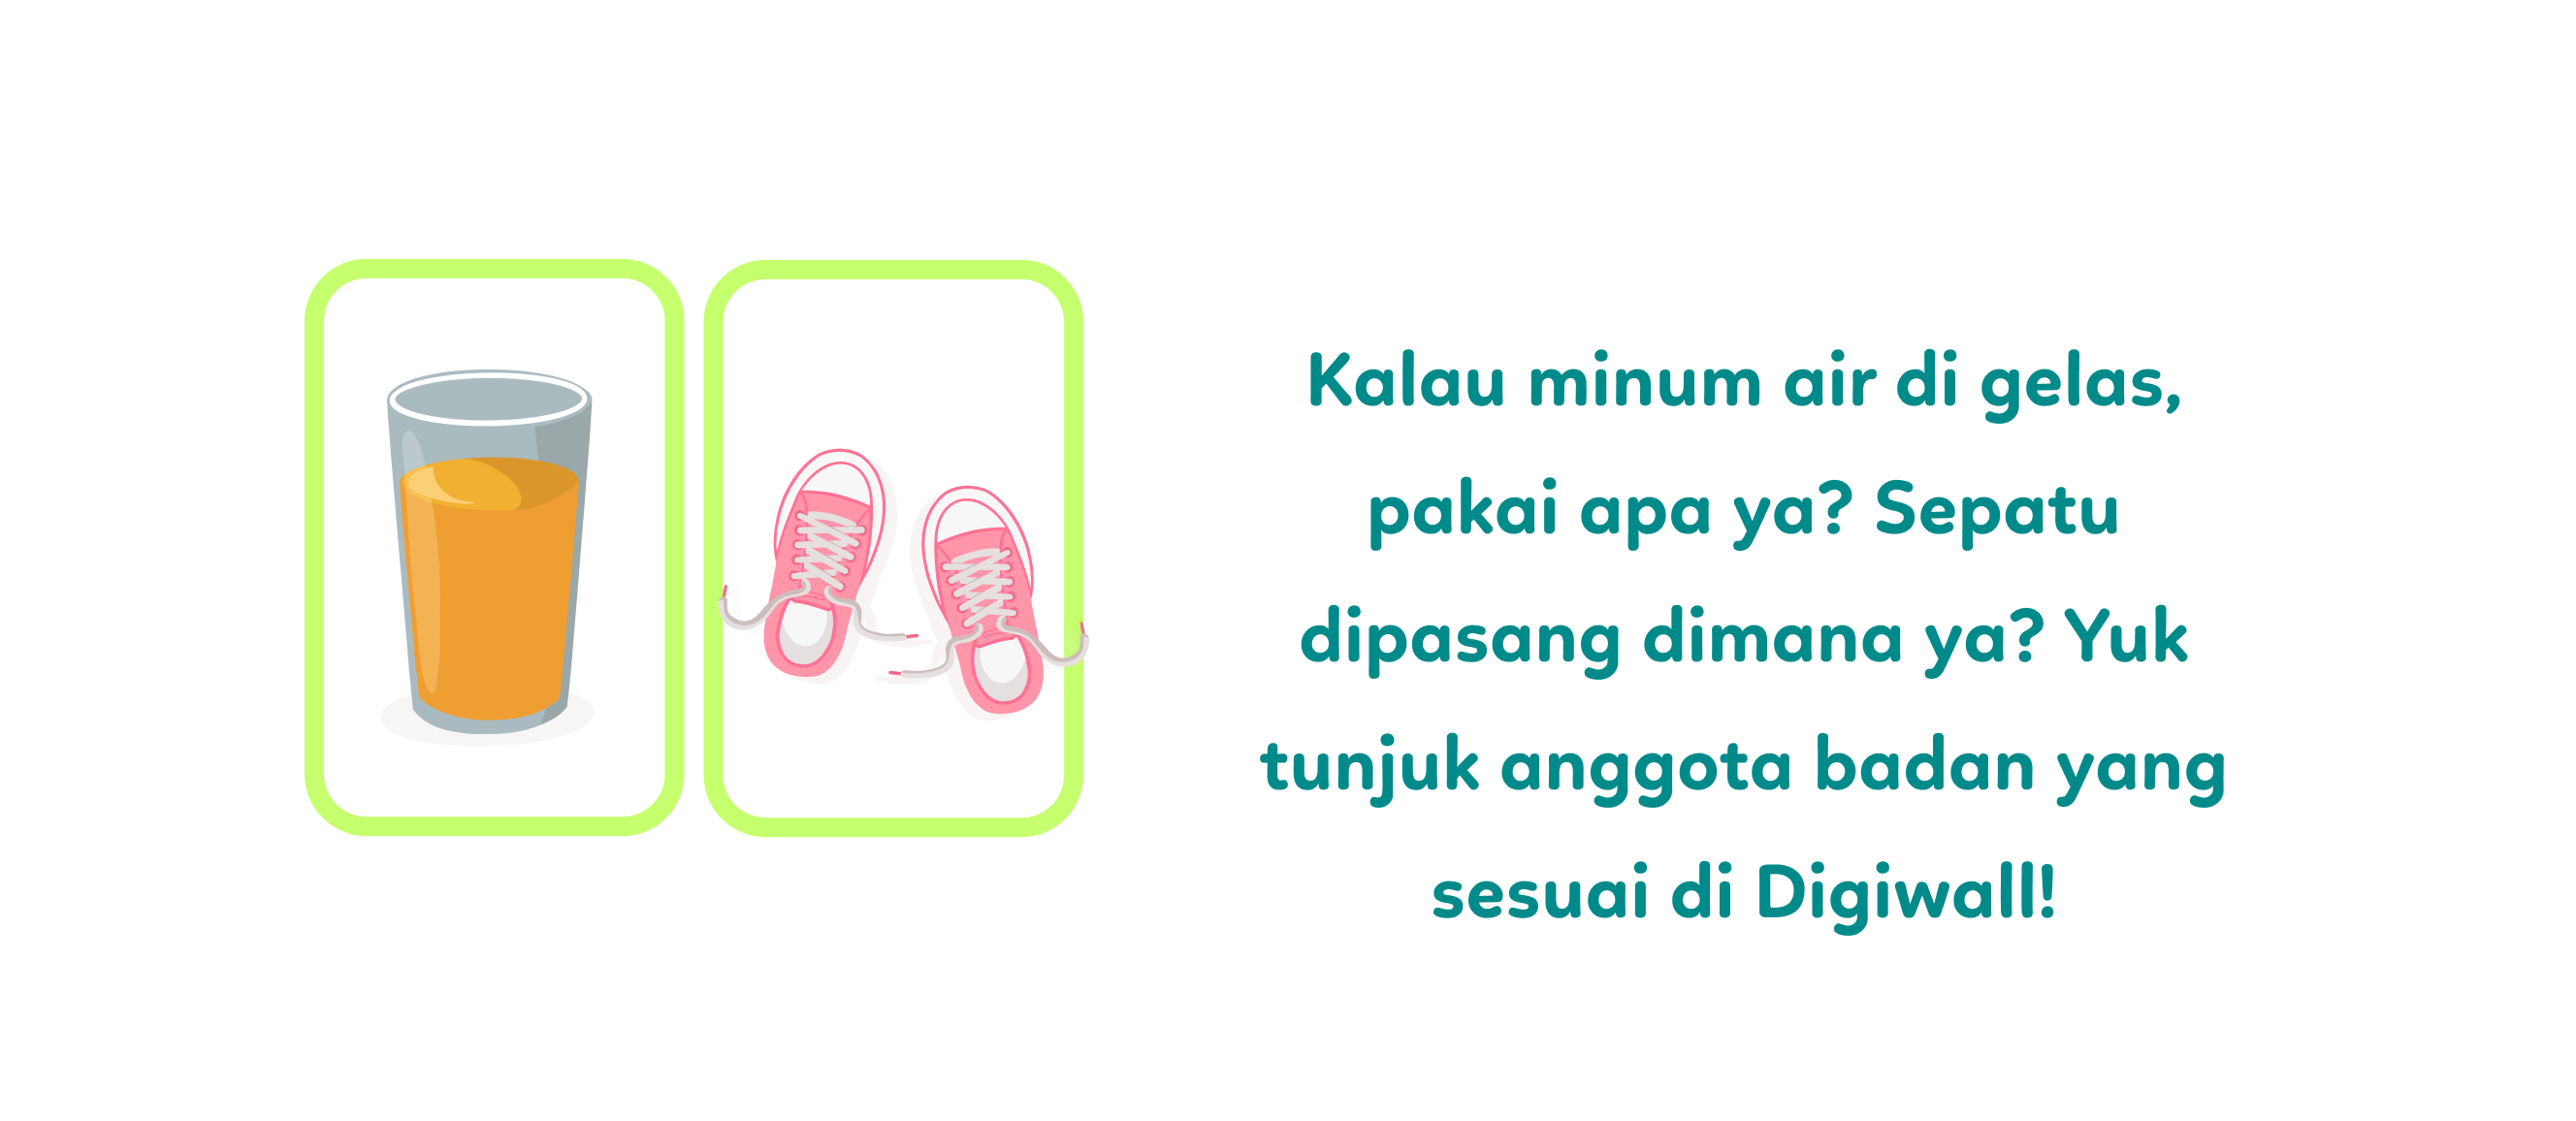 Kalau minum air di gelas,
pakai apa ya? Sepatu
dipasang dimana ya? Yuk
tunjuk anggota badan yang
sesuai di Digiwall!